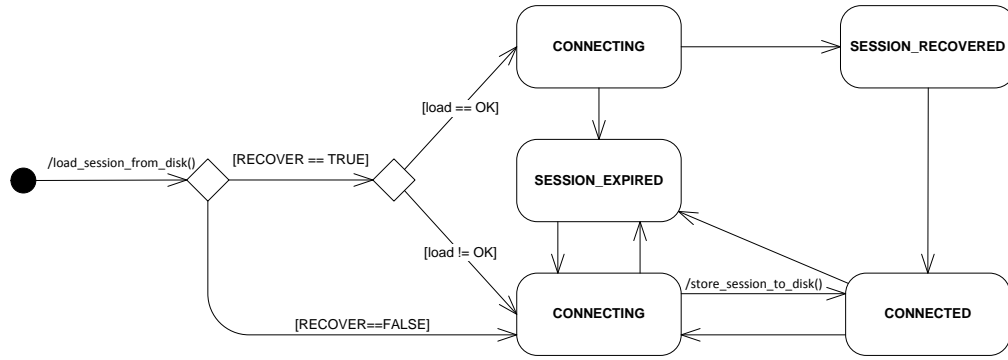 CONNECTING
SESSION_RECOVERED
[load == OK]
/load_session_from_disk()
[RECOVER == TRUE]
SESSION_EXPIRED
[load != OK]
/store_session_to_disk()
[RECOVER==FALSE]
CONNECTING
CONNECTED